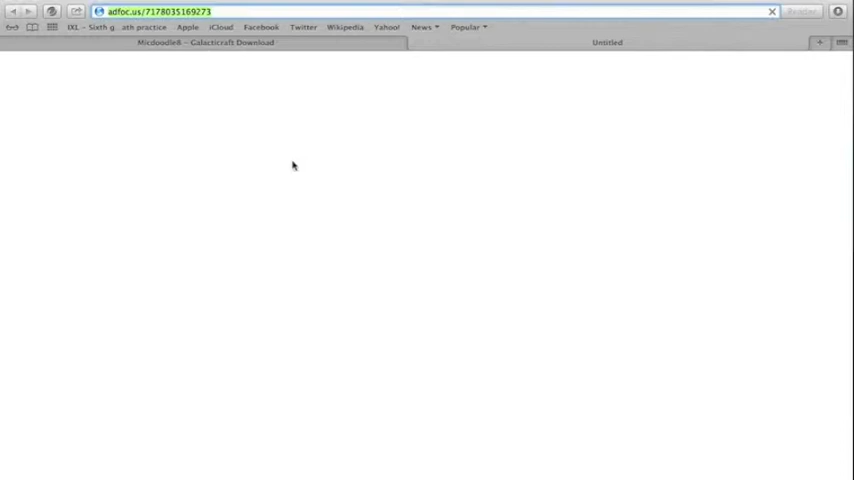 adfoc.us/7178035169273
Reader
IXL - Sixth g...ath practice Apple iCloud Facebook Twitter Wikipedia Yahoo! News Popular
Micdoodle8 - Galacticraft Download Untitled